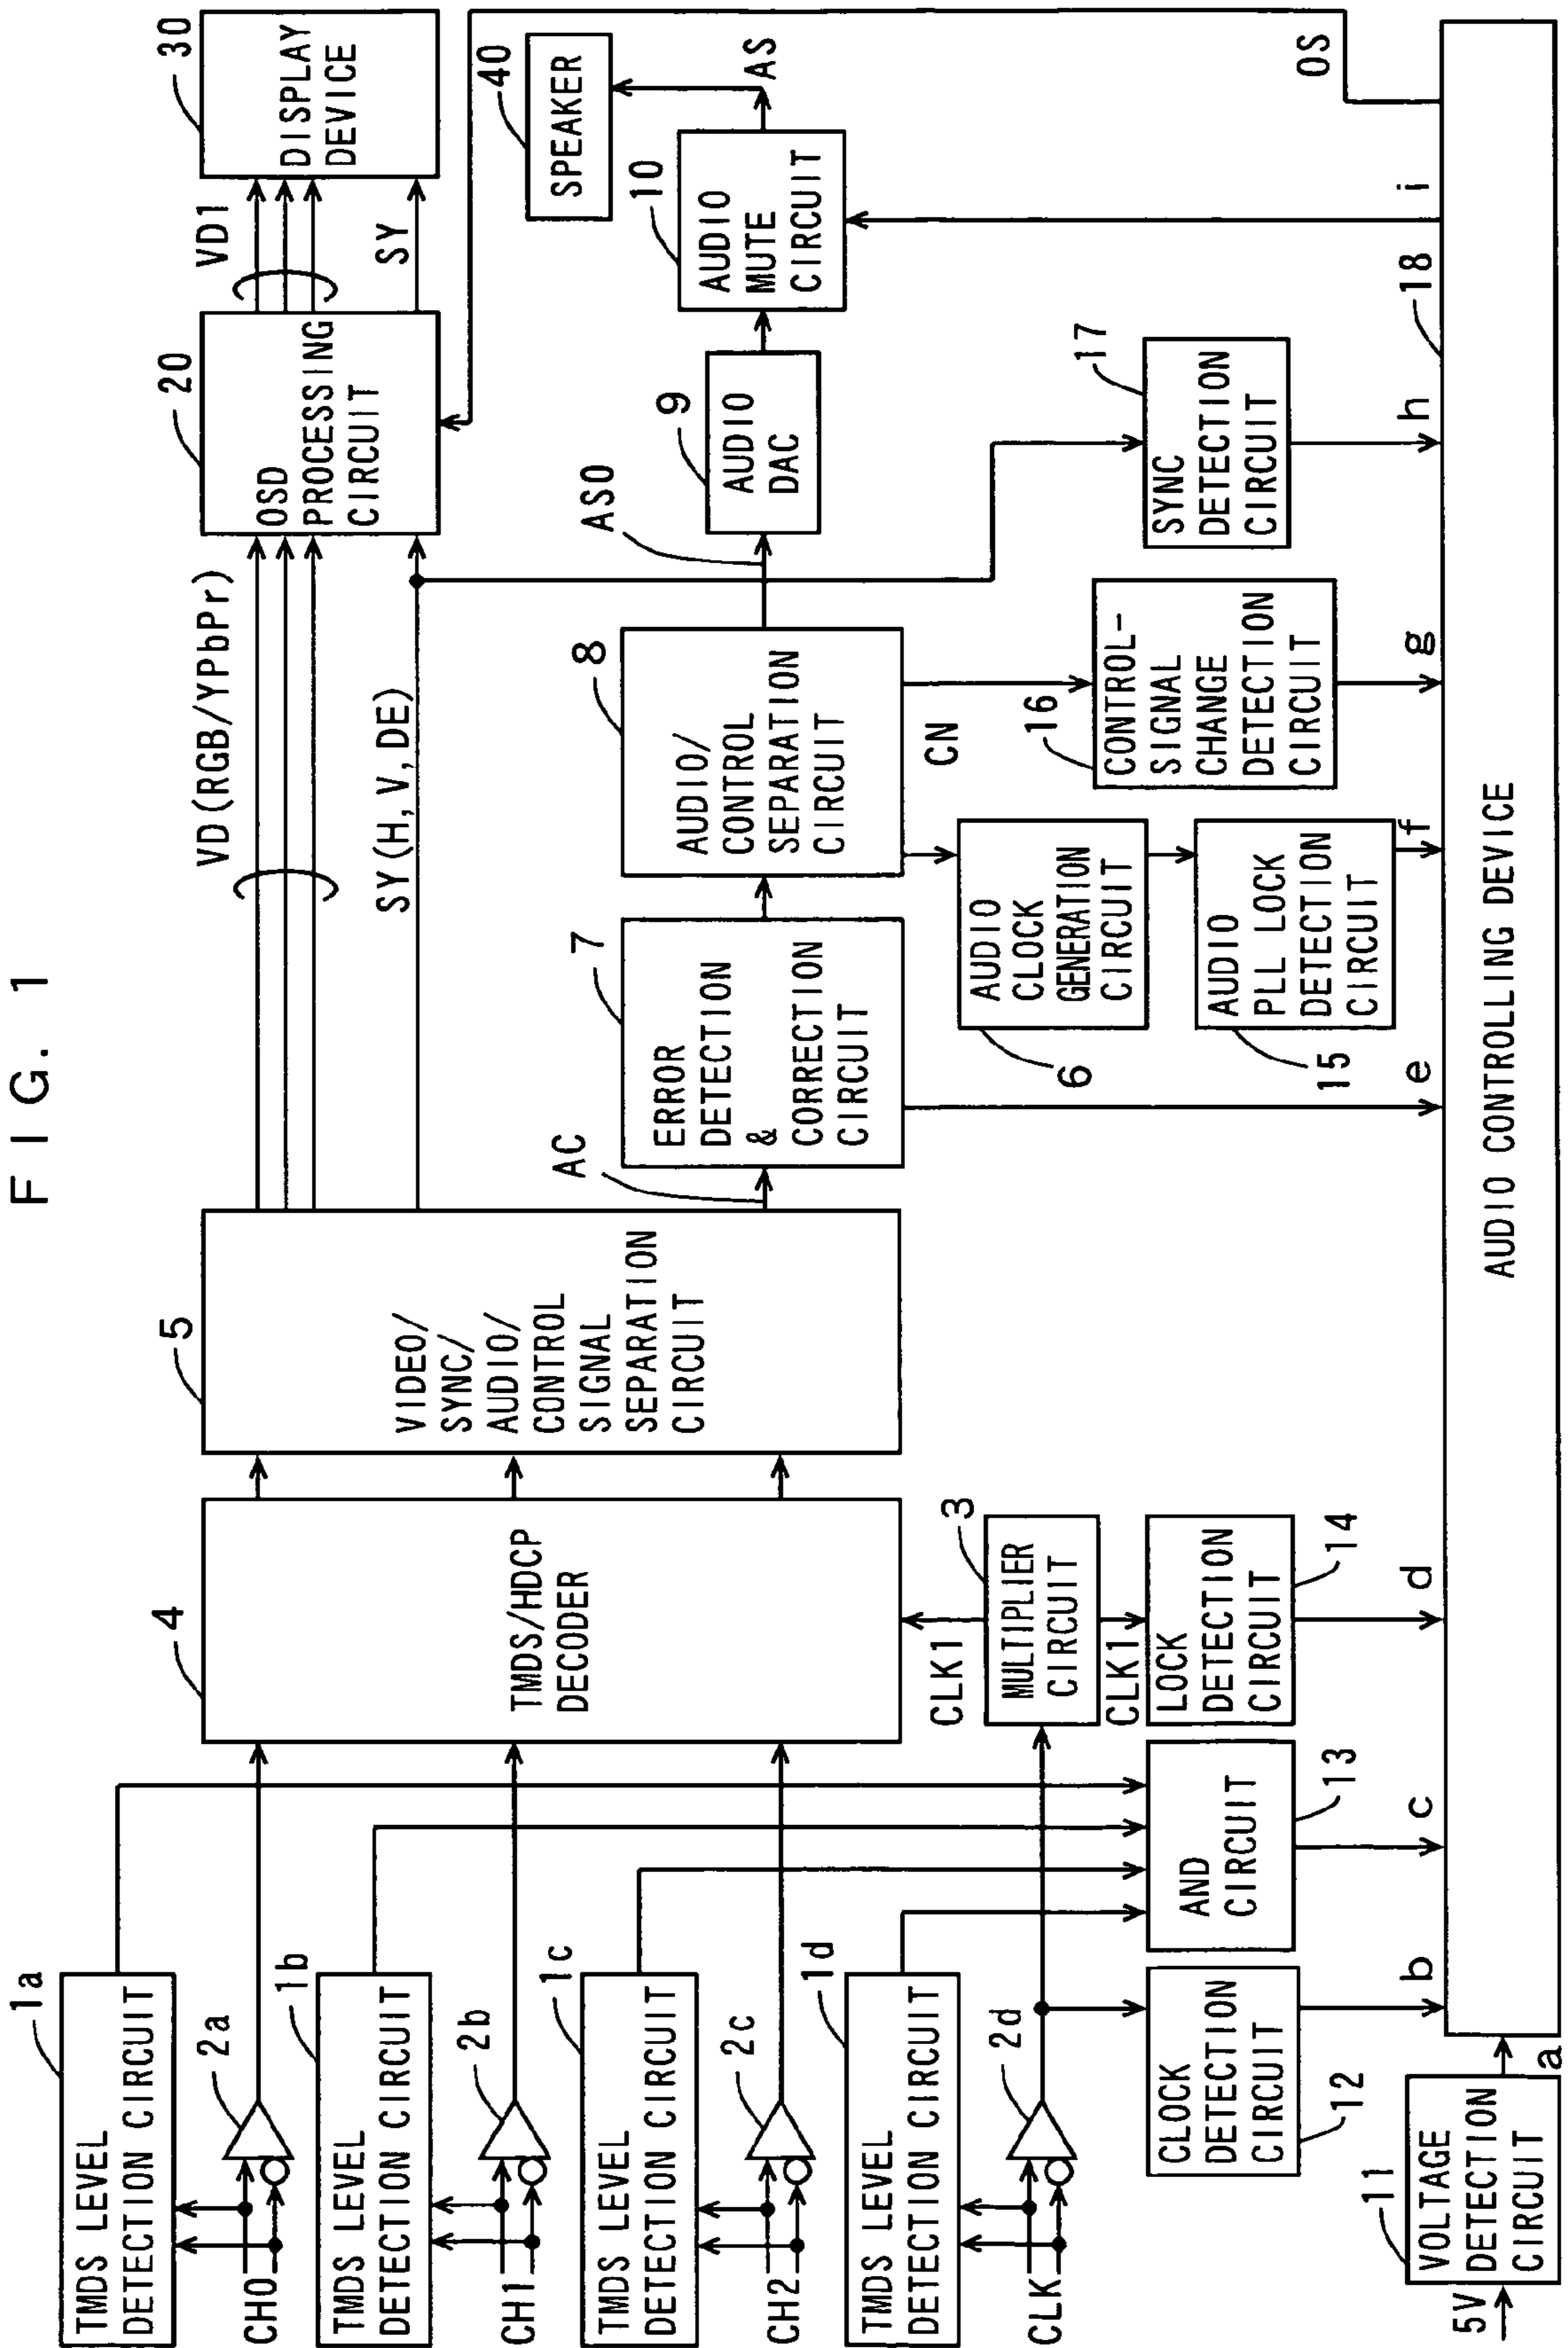 FIG. 1
1a
TMDS LEVEL
DETECTION CIRCUIT
2a
CH0
1b
TMDS LEVEL
DETECTION CIRCUIT
2b
CH1
1c
TMDS LEVEL
DETECTION CIRCUIT
2c
CH2
1d
TMDS LEVEL
DETECTION CIRCUIT
2d
CLK
4
TMDS/HDCP
DECODER
CLK1
3
MULTIPLIER
CIRCUIT
CLK1
5
VIDEO/
SYNC/
AUDIO/
CONTROL
SIGNAL
SEPARATION
CIRCUIT
VD(RGB/YPbPr)
SY(H, V, DE)
AC
20
OSD
PROCESSING
CIRCUIT
VD1
SY
30
DISPLAY
DEVICE
7
ERROR
DETECTION
&
CORRECTION
CIRCUIT
8
AUDIO/
CONTROL
SEPARATION
CIRCUIT
AS0
9
AUDIO
DAC
10
AUDIO
MUTE
CIRCUIT
AS
40
SPEAKER
CN
AUDIO
CLOCK
GENERATION
CIRCUIT
6
AUDIO
PLL LOCK
DETECTION
CIRCUIT
15
16
CONTROL-
SIGNAL
CHANGE
DETECTION
CIRCUIT
17
SYNC
DETECTION
CIRCUIT
11
VOLTAGE
DETECTION
CIRCUIT
5V
CLOCK
DETECTION
CIRCUIT
12
AND
CIRCUIT
13
LOCK
DETECTION
CIRCUIT
14
a
b
c
d
e
f
g
h
i
OS
18
AUDIO CONTROLLING DEVICE